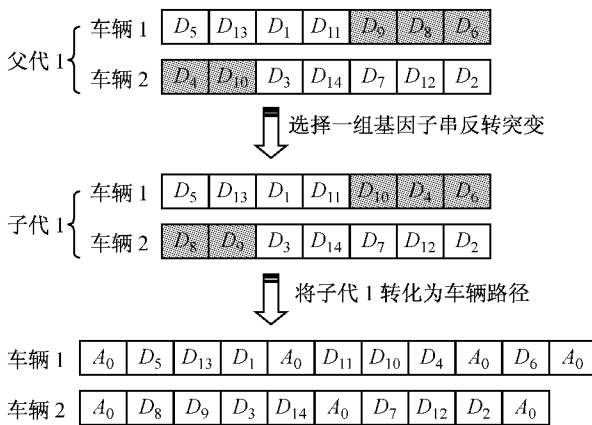 父代 1
车辆 1 D5 D13 D1 D11 D9 D8 D6
车辆 2 D4 D10 D3 D14 D7 D12 D2
选择一组基因子串反转突变
子代 1
车辆 1 D5 D13 D1 D11 D10 D4 D6
车辆 2 D8 D9 D3 D14 D7 D12 D2
将子代 1 转化为车辆路径
车辆 1 A0 D5 D13 D1 A0 D11 D10 D4 A0 D6 A0
车辆 2 A0 D8 D9 D3 D14 A0 D7 D12 D2 A0